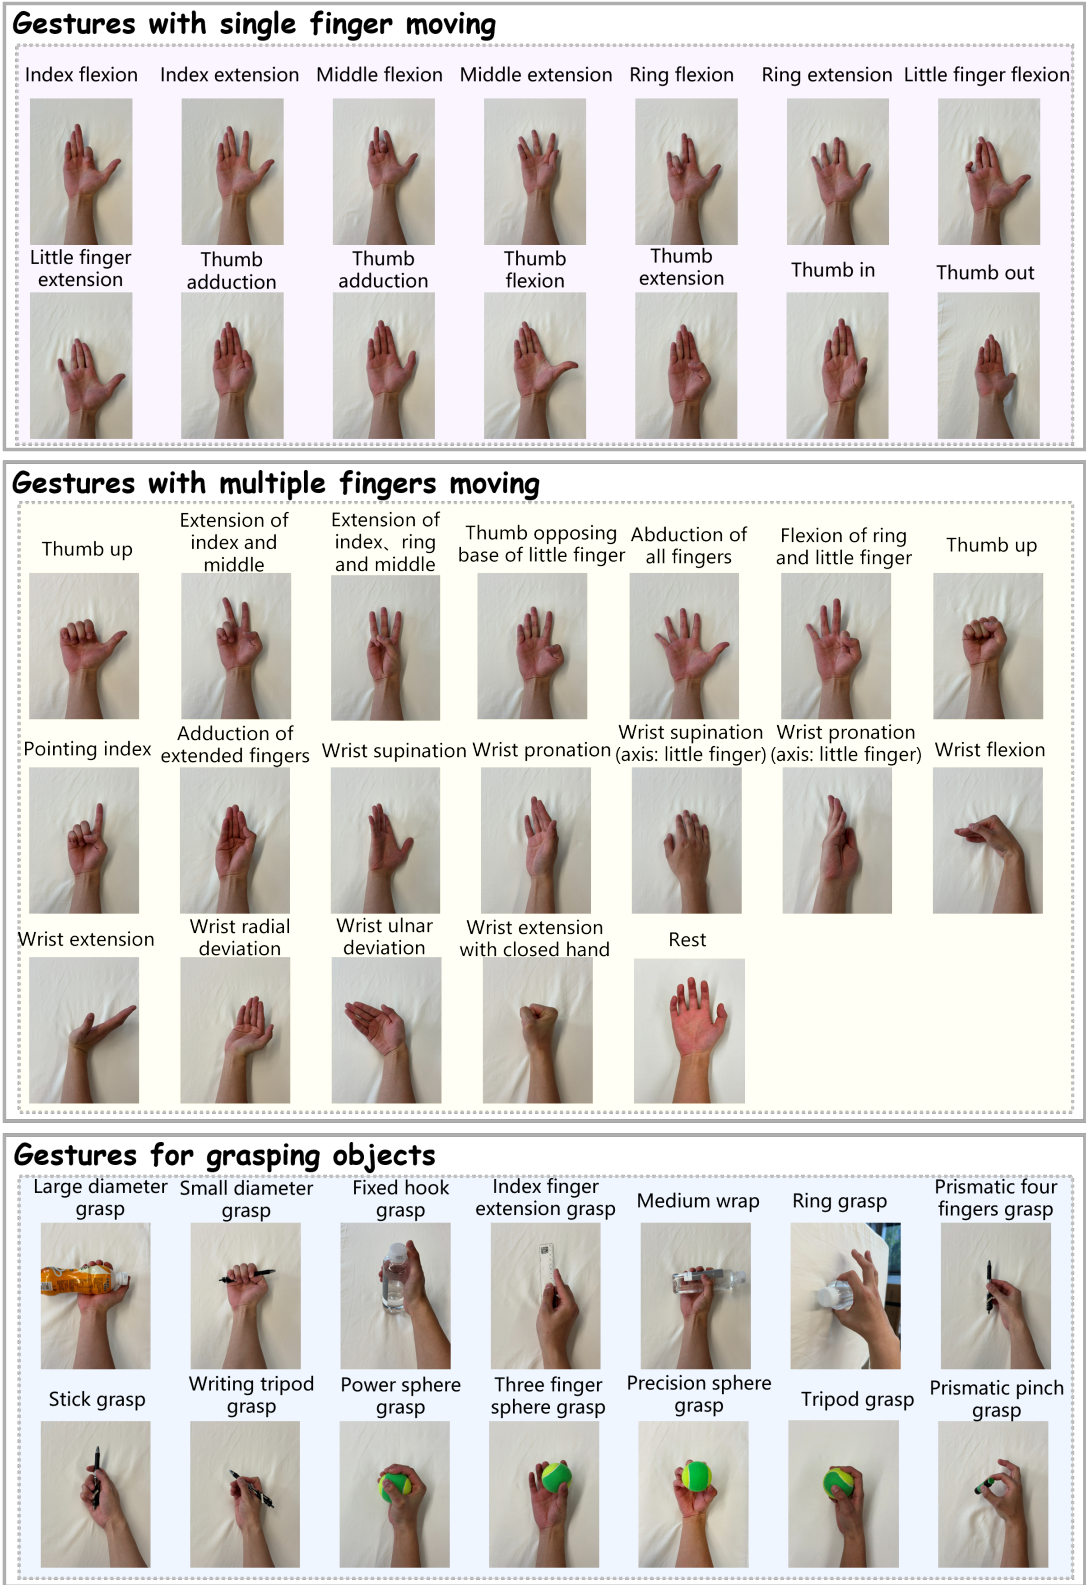 Gestures with single finger moving
Index flexion
Index extension
Middle flexion
Middle extension
Ring flexion
Ring extension
Little finger flexion
Little finger
extension
Thumb
adduction
Thumb
adduction
Thumb
flexion
Thumb
extension
Thumb in
Thumb out
Gestures with multiple fingers moving
Thumb up
Extension of
index and
middle
Extension of
index、ring
and middle
Thumb opposing
base of little finger
Abduction of
all fingers
Flexion of ring
and little finger
Thumb up
Pointing index
Adduction of
extended fingers
Wrist supination
Wrist pronation
Wrist supination
(axis: little finger)
Wrist pronation
(axis: little finger)
Wrist flexion
Wrist extension
Wrist radial
deviation
Wrist ulnar
deviation
Wrist extension
with closed hand
Rest
Gestures for grasping objects
Large diameter
grasp
Small diameter
grasp
Fixed hook
grasp
Index finger
extension grasp
Medium wrap
Ring grasp
Prismatic four
fingers grasp
Stick grasp
Writing tripod
grasp
Power sphere
grasp
Three finger
sphere grasp
Precision sphere
grasp
Tripod grasp
Prismatic pinch
grasp